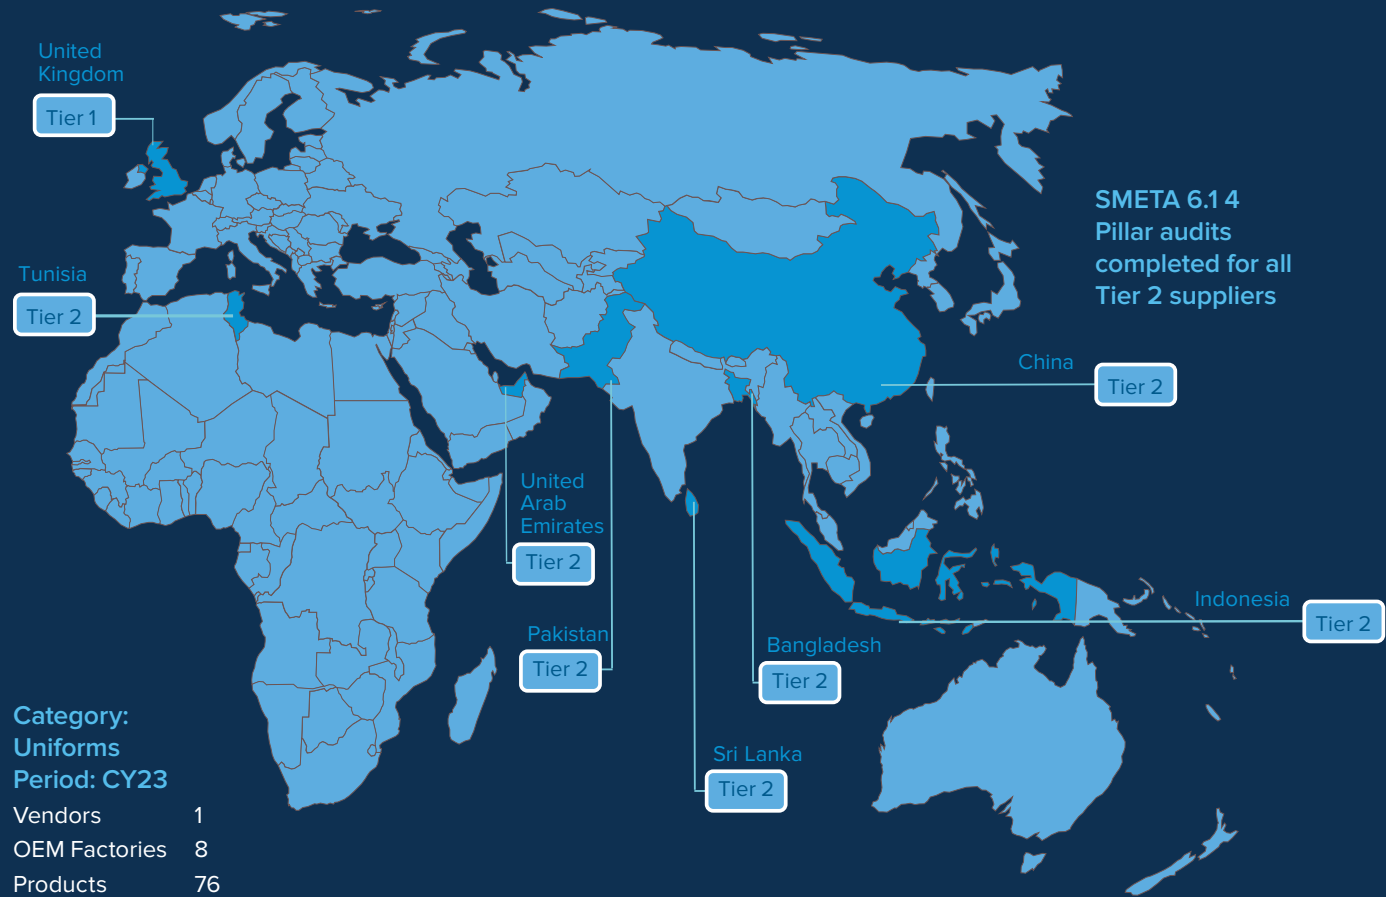 United
Kingdom
Tier 1
Tunisia
Tier 2
SMETA 6.1 4
Pillar audits
completed for all
Tier 2 suppliers
China
Tier 2
United
Arab
Emirates
Tier 2
Pakistan
Tier 2
Bangladesh
Tier 2
Indonesia
Tier 2
Sri Lanka
Tier 2
Category:
Uniforms
Period: CY23
Vendors 1
OEM Factories 8
Products 76